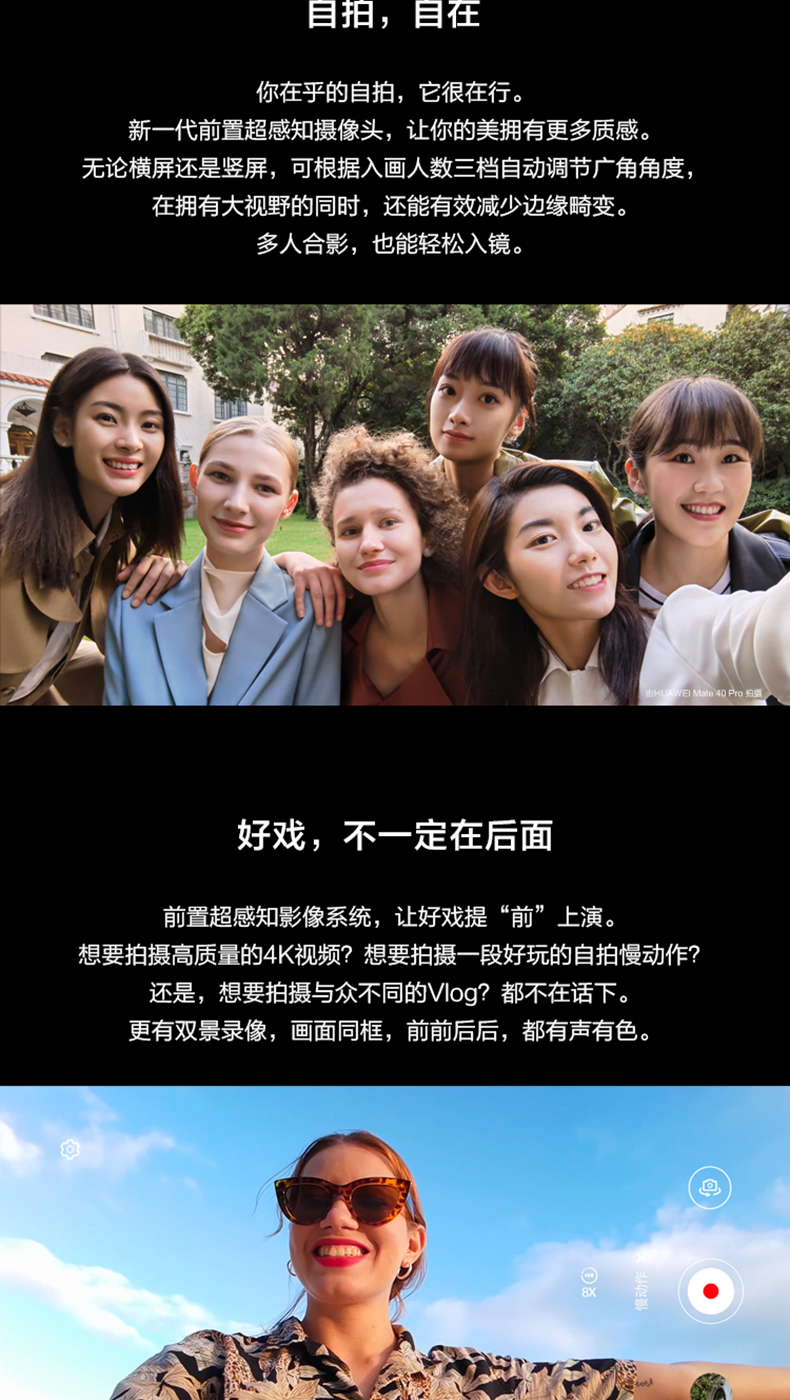 自拍，自在
你在乎的自拍，它很在行。
新一代前置超感知摄像头，让你的美拥有更多质感。
无论横屏还是竖屏，可根据入画人数三档自动调节广角角度，
在拥有大视野的同时，还能有效减少边缘畸变。
多人合影，也能轻松入镜。
由HUAWEI Mate 40 Pro 拍摄
好戏，不一定在后面
前置超感知影像系统，让好戏提“前”上演。
想要拍摄高质量的4K视频？想要拍摄一段好玩的自拍慢动作？
还是，想要拍摄与众不同的Vlog？都不在话下。
更有双景录像，画面同框，前前后后，都有声有色。
8X
慢动作 X